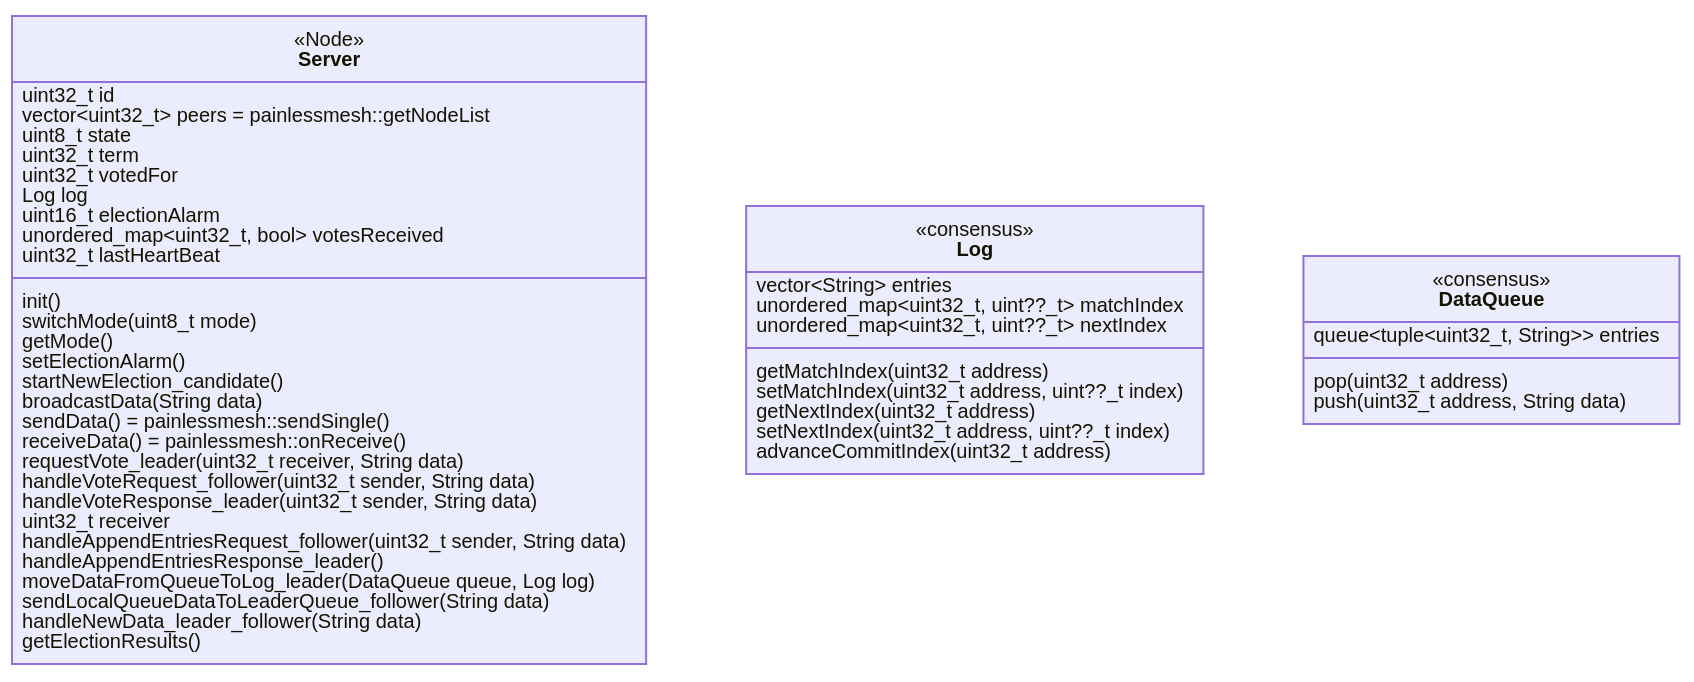 «Node»
Server
uint32_t id
vector<uint32_t> peers = painlessmesh::getNodeList
uint8_t state
uint32_t term
uint32_t votedFor
Log log
uint16_t electionAlarm
unordered_map<uint32_t, bool> votesReceived
uint32_t lastHeartBeat
init()
switchMode(uint8_t mode)
getMode()
setElectionAlarm()
startNewElection_candidate()
broadcastData(String data)
sendData() = painlessmesh::sendSingle()
receiveData() = painlessmesh::onReceive()
requestVote_leader(uint32_t receiver, String data)
handleVoteRequest_follower(uint32_t sender, String data)
handleVoteResponse_leader(uint32_t sender, String data)
uint32_t receiver
handleAppendEntriesRequest_follower(uint32_t sender, String data)
handleAppendEntriesResponse_leader()
moveDataFromQueueToLog_leader(DataQueue queue, Log log)
sendLocalQueueDataToLeaderQueue_follower(String data)
handleNewData_leader_follower(String data)
getElectionResults()
«consensus»
Log
vector<String> entries
unordered_map<uint32_t, uint??_t> matchIndex
unordered_map<uint32_t, uint??_t> nextIndex
getMatchIndex(uint32_t address)
setMatchIndex(uint32_t address, uint??_t index)
getNextIndex(uint32_t address)
setNextIndex(uint32_t address, uint??_t index)
advanceCommitIndex(uint32_t address)
«consensus»
DataQueue
queue<tuple<uint32_t, String>> entries
pop(uint32_t address)
push(uint32_t address, String data)